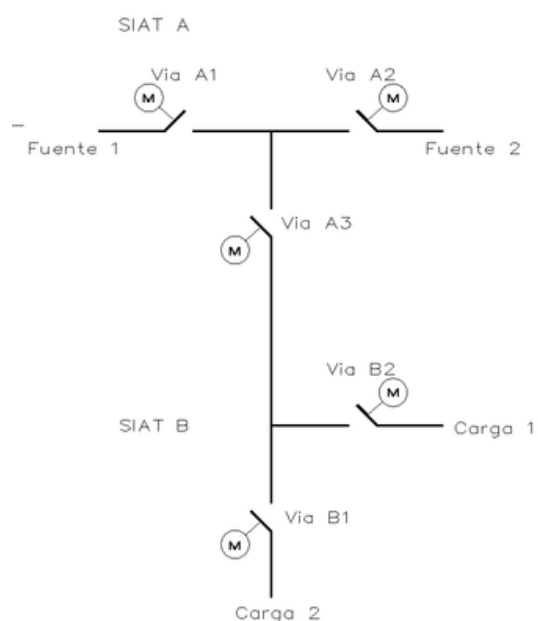 SIAT A
Via A1
Via A2
M
M
Fuente 1
Fuente 2
Via A3
M
Via B2
M
SIAT B
Carga 1
Via B1
M
Carga 2